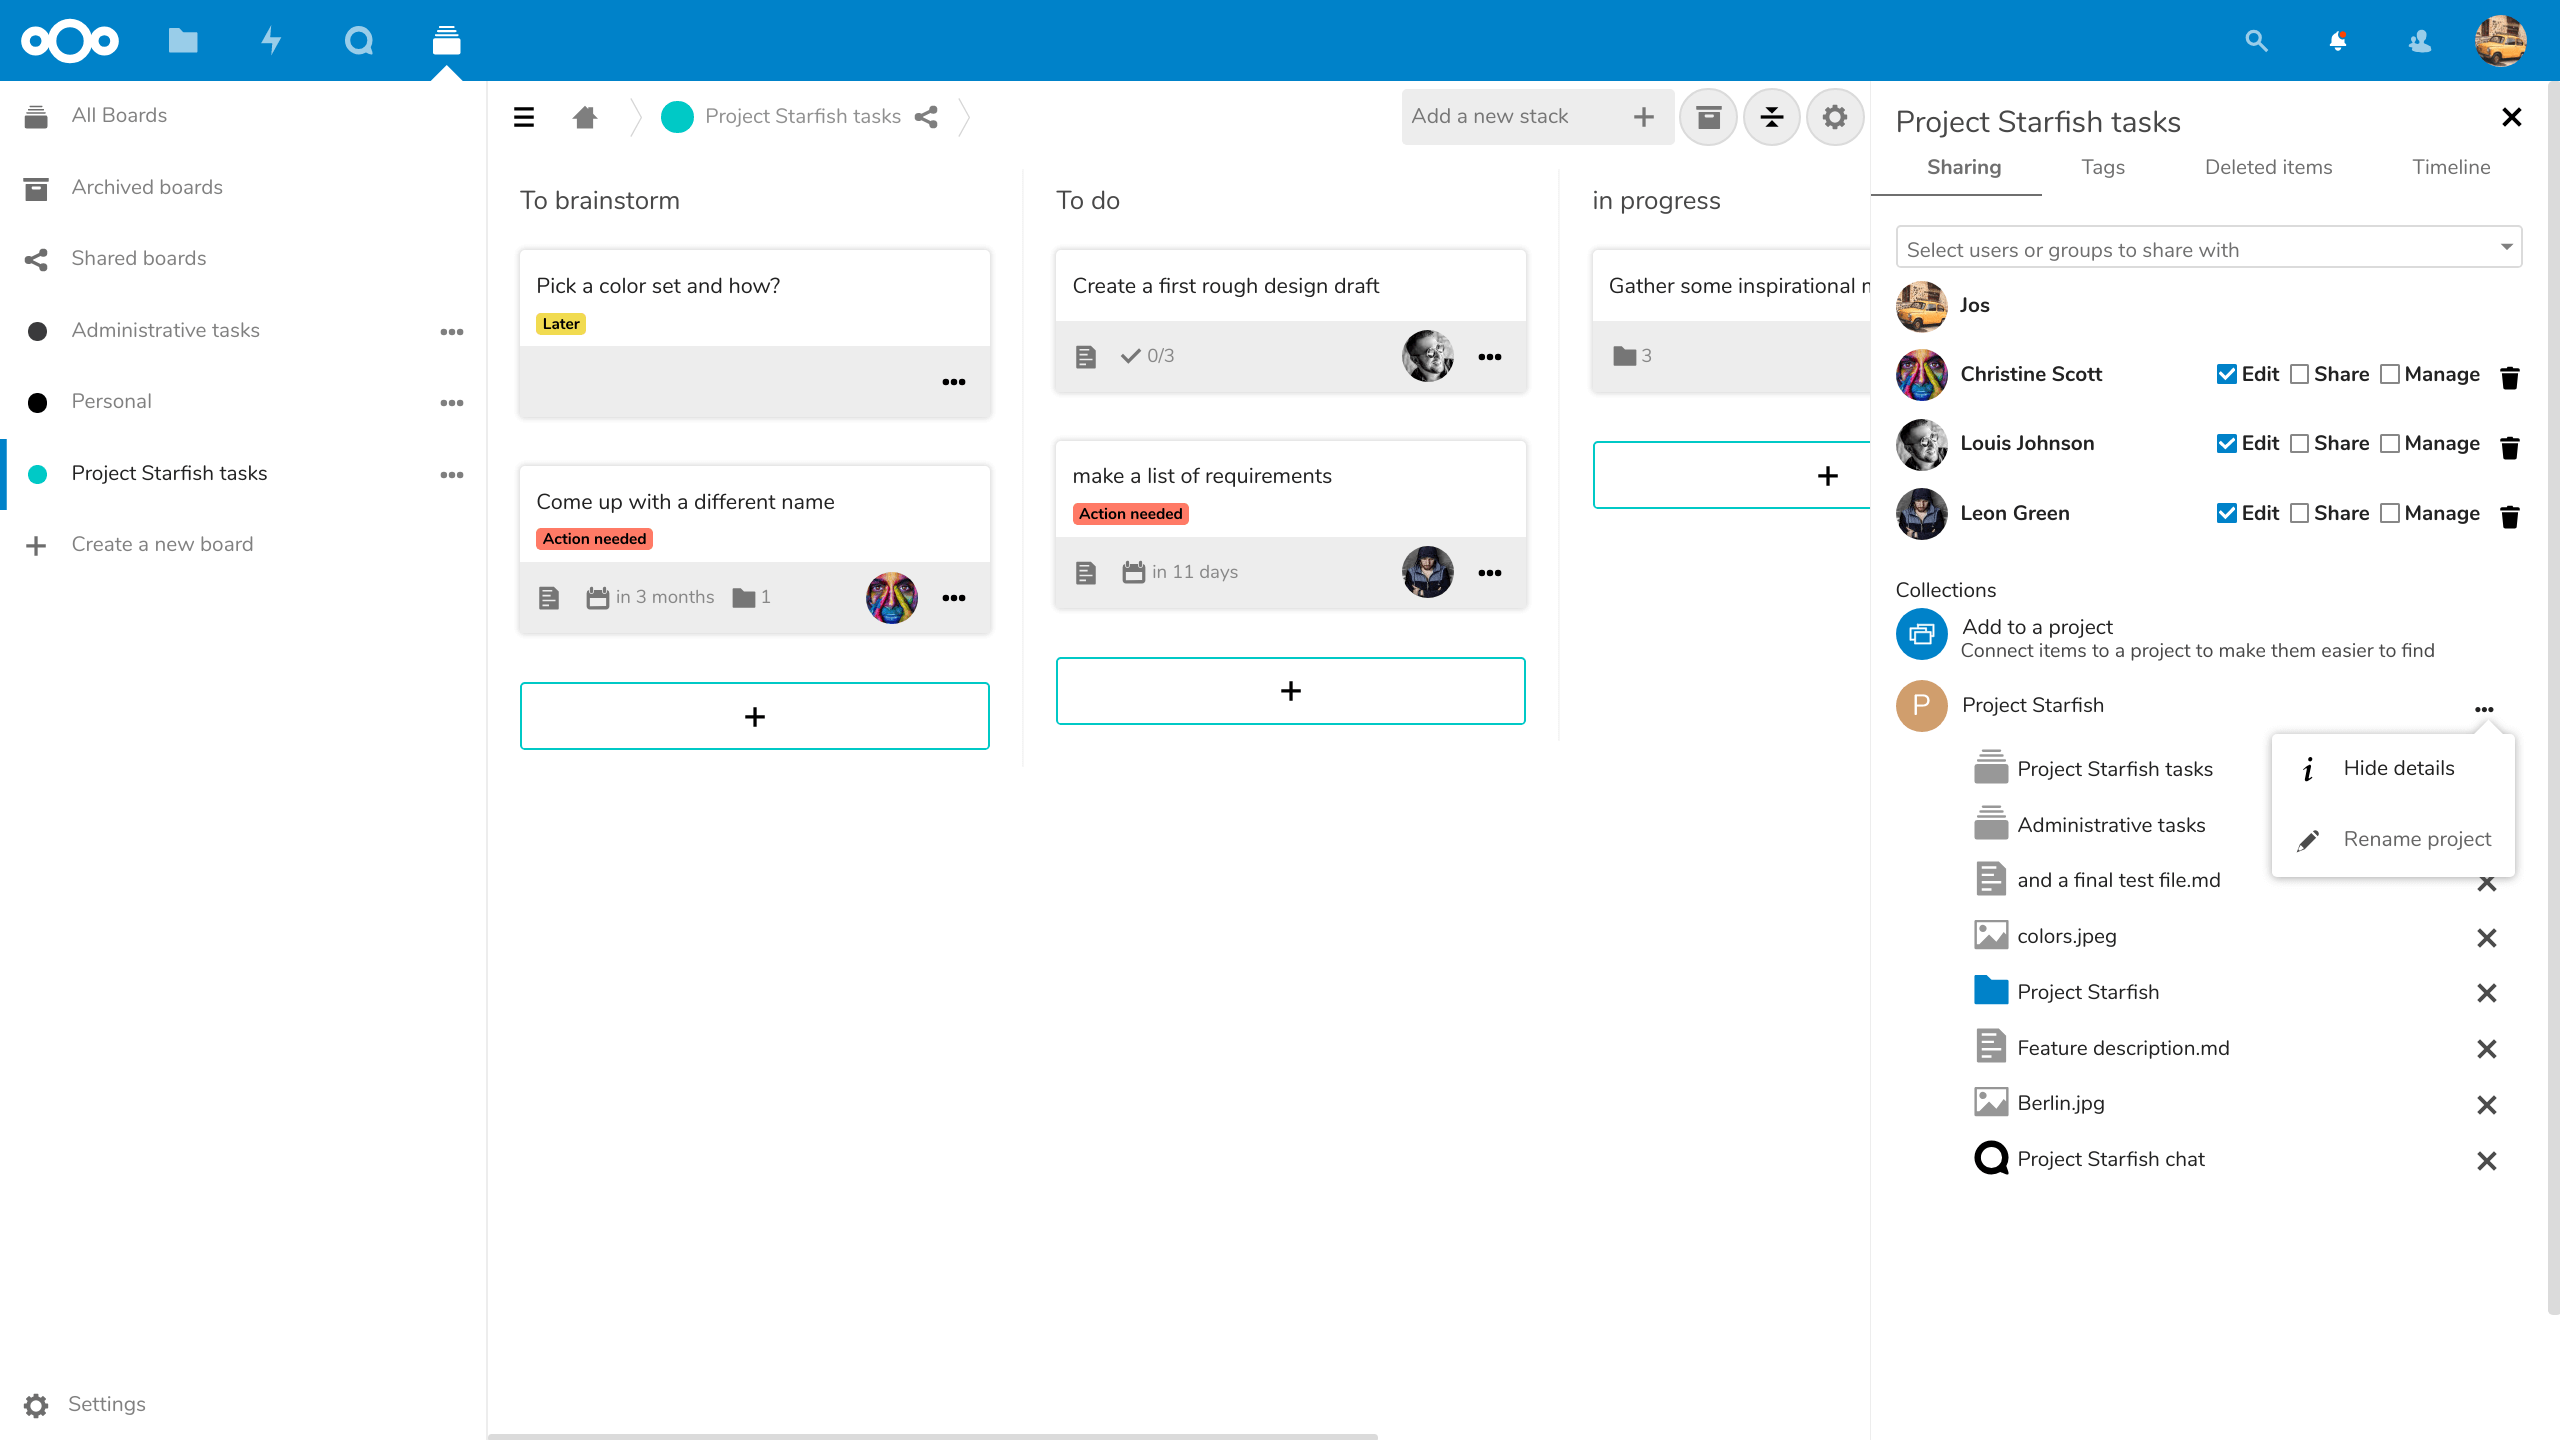 All Boards
Archived boards
Shared boards
Administrative tasks
Personal
Project Starfish tasks
Create a new board
Settings
Project Starfish tasks
Add a new stack
To brainstorm
Pick a color set and how?
Later
Come up with a different name
Action needed
in 3 months
1
To do
Create a first rough design draft
0/3
make a list of requirements
Action needed
in 11 days
in progress
Gather some inspirational
3
Project Starfish tasks
Sharing Tags Deleted items Timeline
Select users or groups to share with
Jos
Christine Scott Edit Share Manage
Louis Johnson Edit Share Manage
Leon Green Edit Share Manage
Collections
Add to a project
Connect items to a project to make them easier to find
P Project Starfish
Hide details
Rename project
Project Starfish tasks
Administrative tasks
and a final test file.md
colors.jpeg
Project Starfish
Feature description.md
Berlin.jpg
Project Starfish chat